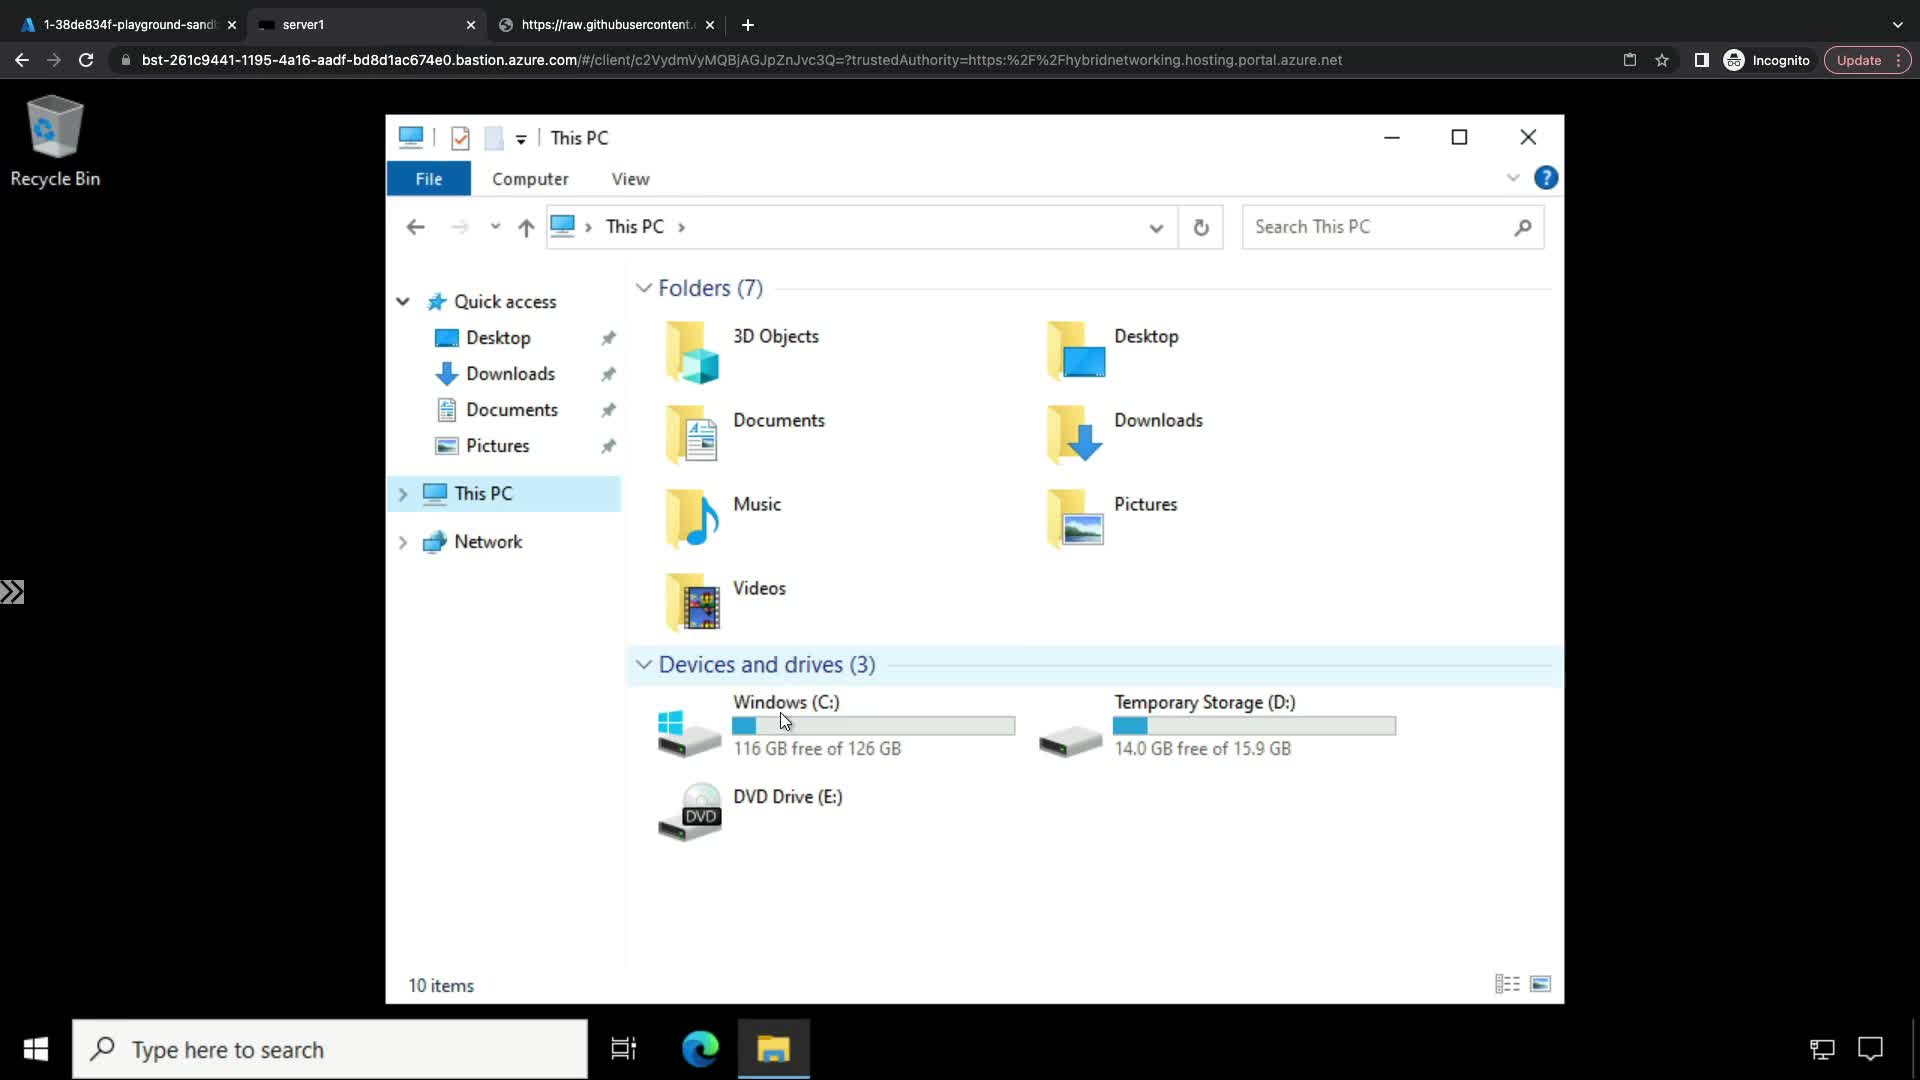 1-38de834f-playground-sand
server1
https://raw.githubusercontent.
bst-261c9441-1195-4a16-aadf-bd8d1ac674e0.bastion.azure.com/#/client/c2VydmVyMQBjAGJpZnJvc3Q=?trustedAuthority=https:%2F%2Fhybridnetworking.hosting.portal.azure.net
Incognito
Update
Recycle Bin
This PC
File
Computer
View
This PC
Search This PC
Quick access
Desktop
Downloads
Documents
Pictures
This PC
Network
Folders (7)
3D Objects
Desktop
Documents
Downloads
Music
Pictures
Videos
Devices and drives (3)
Windows (C:)
116 GB free of 126 GB
Temporary Storage (D:)
14.0 GB free of 15.9 GB
DVD
DVD Drive (E:)
10 items
Type here to search